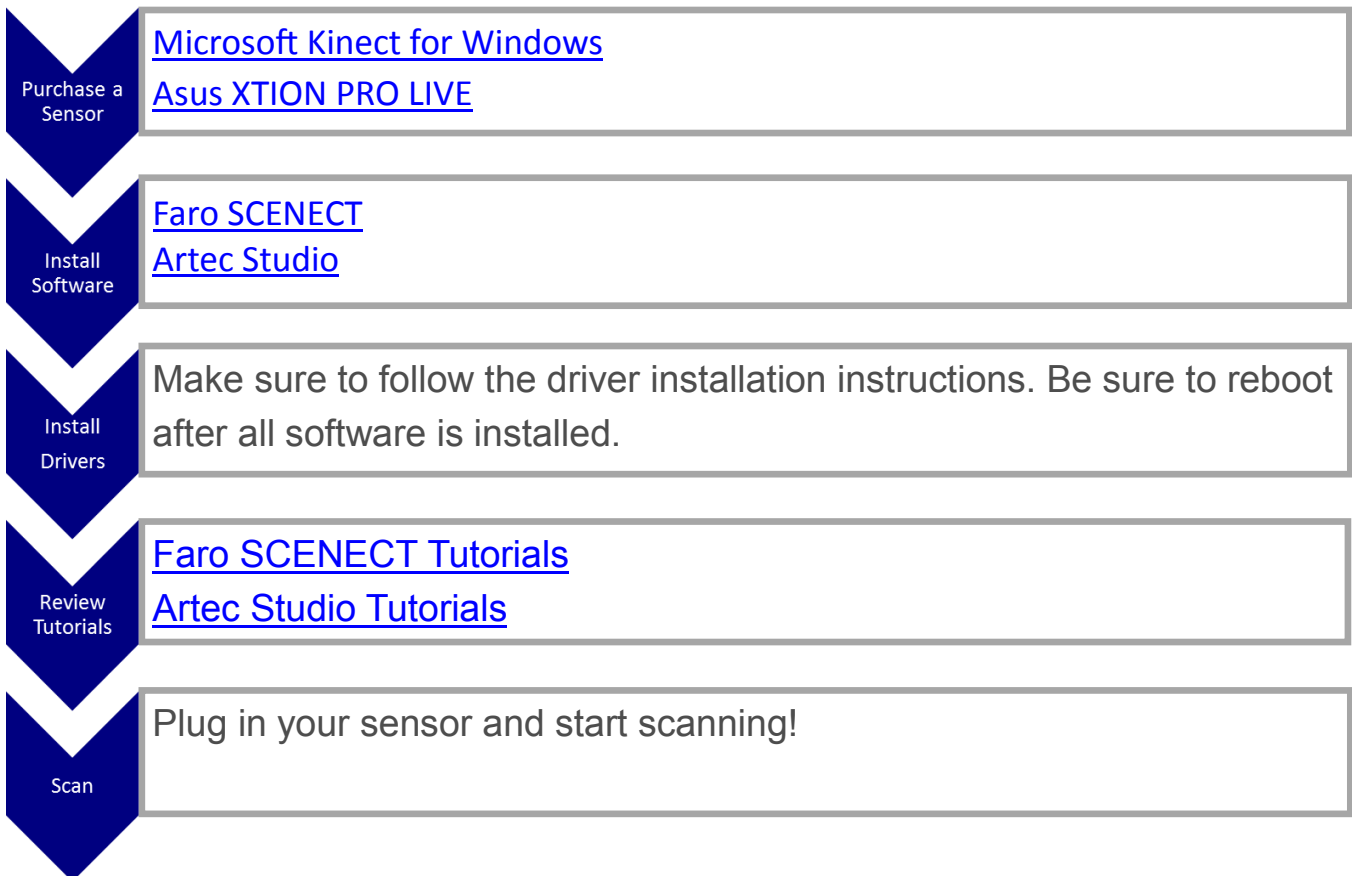 Purchase a
Sensor
Microsoft Kinect for Windows
Asus XTION PRO LIVE
Install
Software
Faro SCENECT
Artec Studio
Install
Drivers
Make sure to follow the driver installation instructions. Be sure to reboot
after all software is installed.
Review
Tutorials
Faro SCENECT Tutorials
Artec Studio Tutorials
Scan
Plug in your sensor and start scanning!